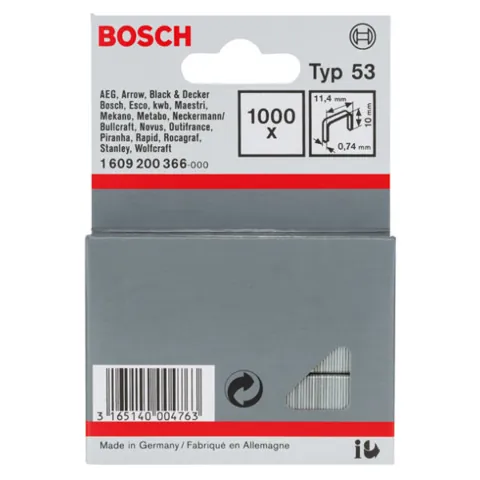 BOSCH
Typ 53
AEG, Arrow, Black & Decker
Bosch, Esco, kwb, Maestri,
Mekano, Metabo, Neckermann/
Bullcraft, Novus, Outifrance,
Piranha, Rapid, Rocagraf,
Stanley, Wolfcraft
1 609 200 366-000
1000
x
11,4 mm
10 mm
0,74 mm
3 165140 004763
Made in Germany / Fabriqué en Allemagne